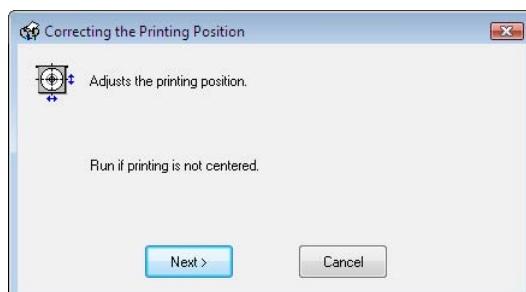 Correcting the Printing Position
Adjusts the printing position.
Run if printing is not centered.
Next >
Cancel